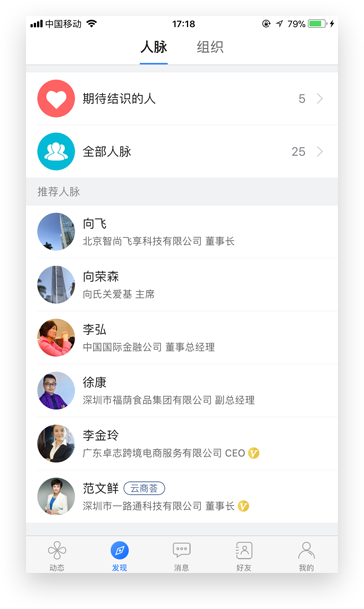 中国移动 17:18 79%
人脉 组织
期待结识的人 5
全部人脉 25
推荐人脉
向飞
北京智尚飞享科技有限公司 董事长
向荣森
向氏关爱基 主席
李弘
中国国际金融公司 董事总经理
徐康
深圳市福荫食品集团有限公司 副总经理
李金玲
广东卓志跨境电商服务有限公司 CEO V
范文鲜 云商荟
深圳市一路通科技有限公司 董事长 V
动态 发现 消息 好友 我的